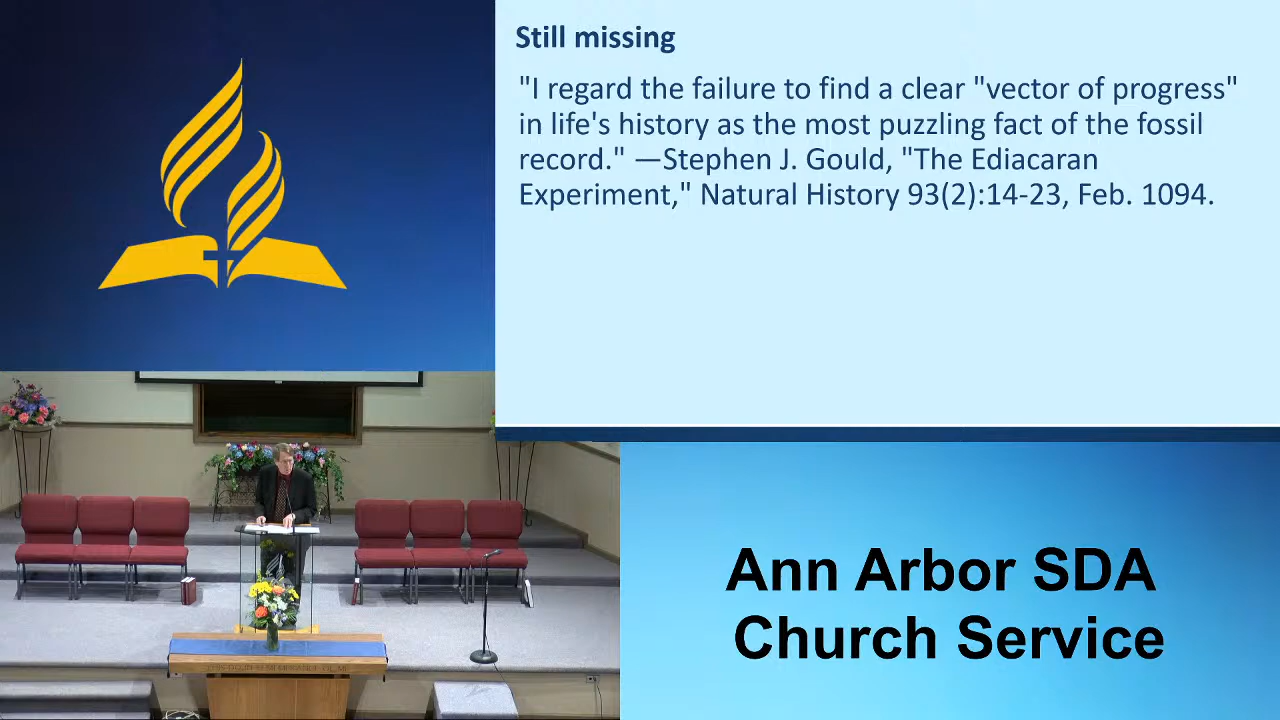 Still missing
"I regard the failure to find a clear "vector of progress"
in life's history as the most puzzling fact of the fossil
record." —Stephen J. Gould, "The Ediacaran
Experiment," Natural History 93(2):14-23, Feb. 1094.
Ann Arbor SDA
Church Service